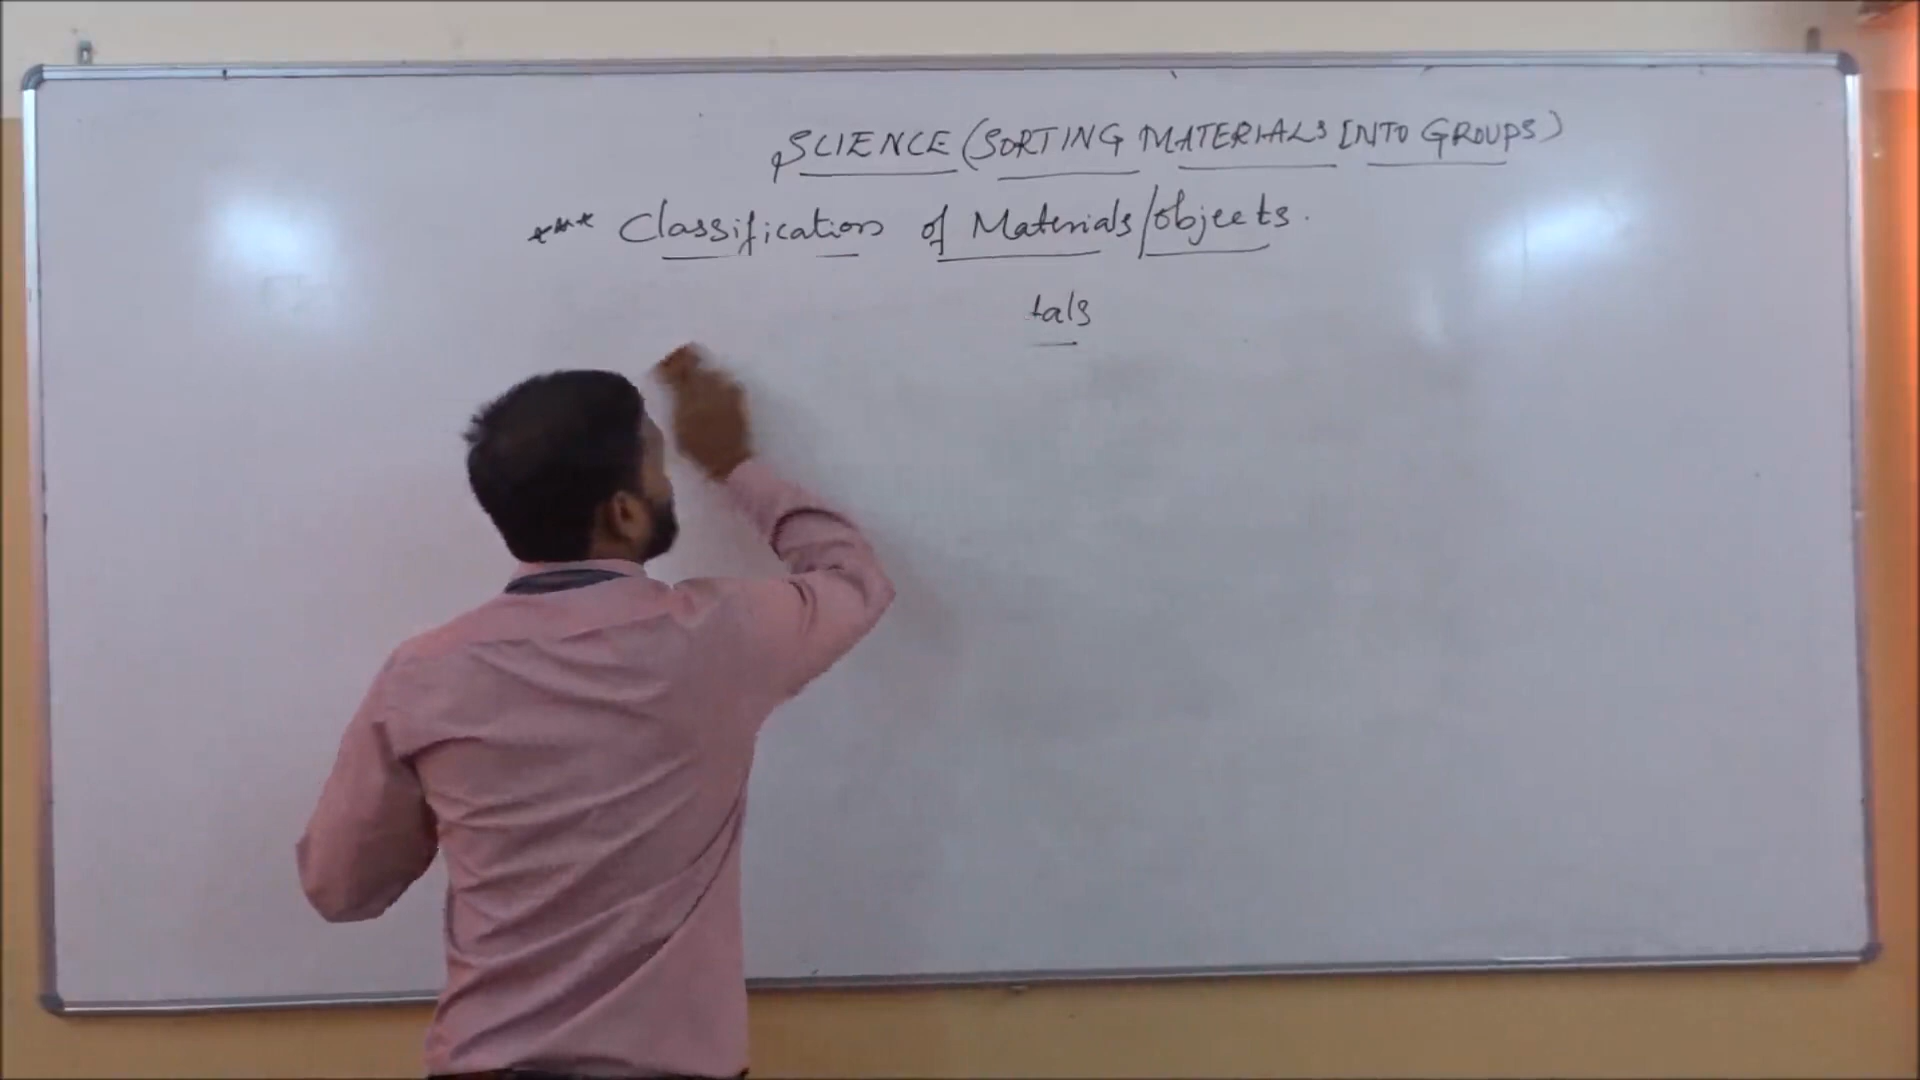 SCIENCE (SORTING MATERIALS INTO GROUPS)
*** Classification of Materials/objects.
tals